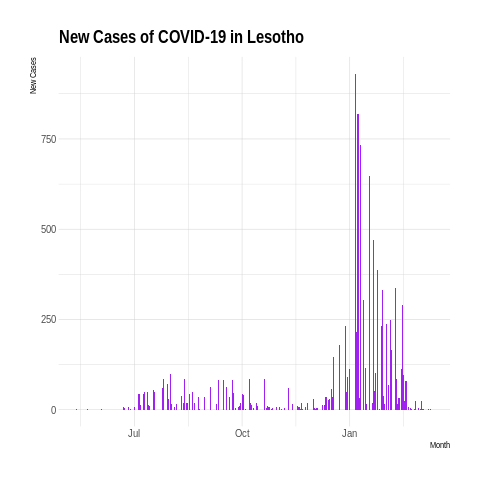 New Cases of COVID-19 in Lesotho
New Cases
750
500
250
0
Jul Oct Jan
Month